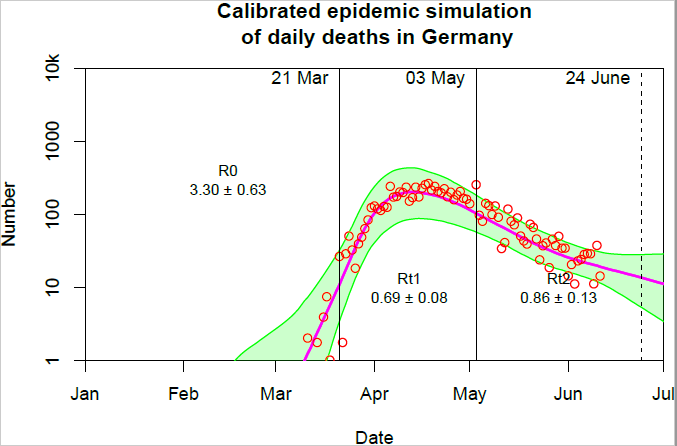 Calibrated epidemic simulation
of daily deaths in Germany
21 Mar
03 May
24 June
10k
1000
100
10
1
Number
R0
3.30 ± 0.63
Rt1
0.69 ± 0.08
Rt2
0.86 ± 0.13
Jan
Feb
Mar
Apr
May
Jun
Jul
Date